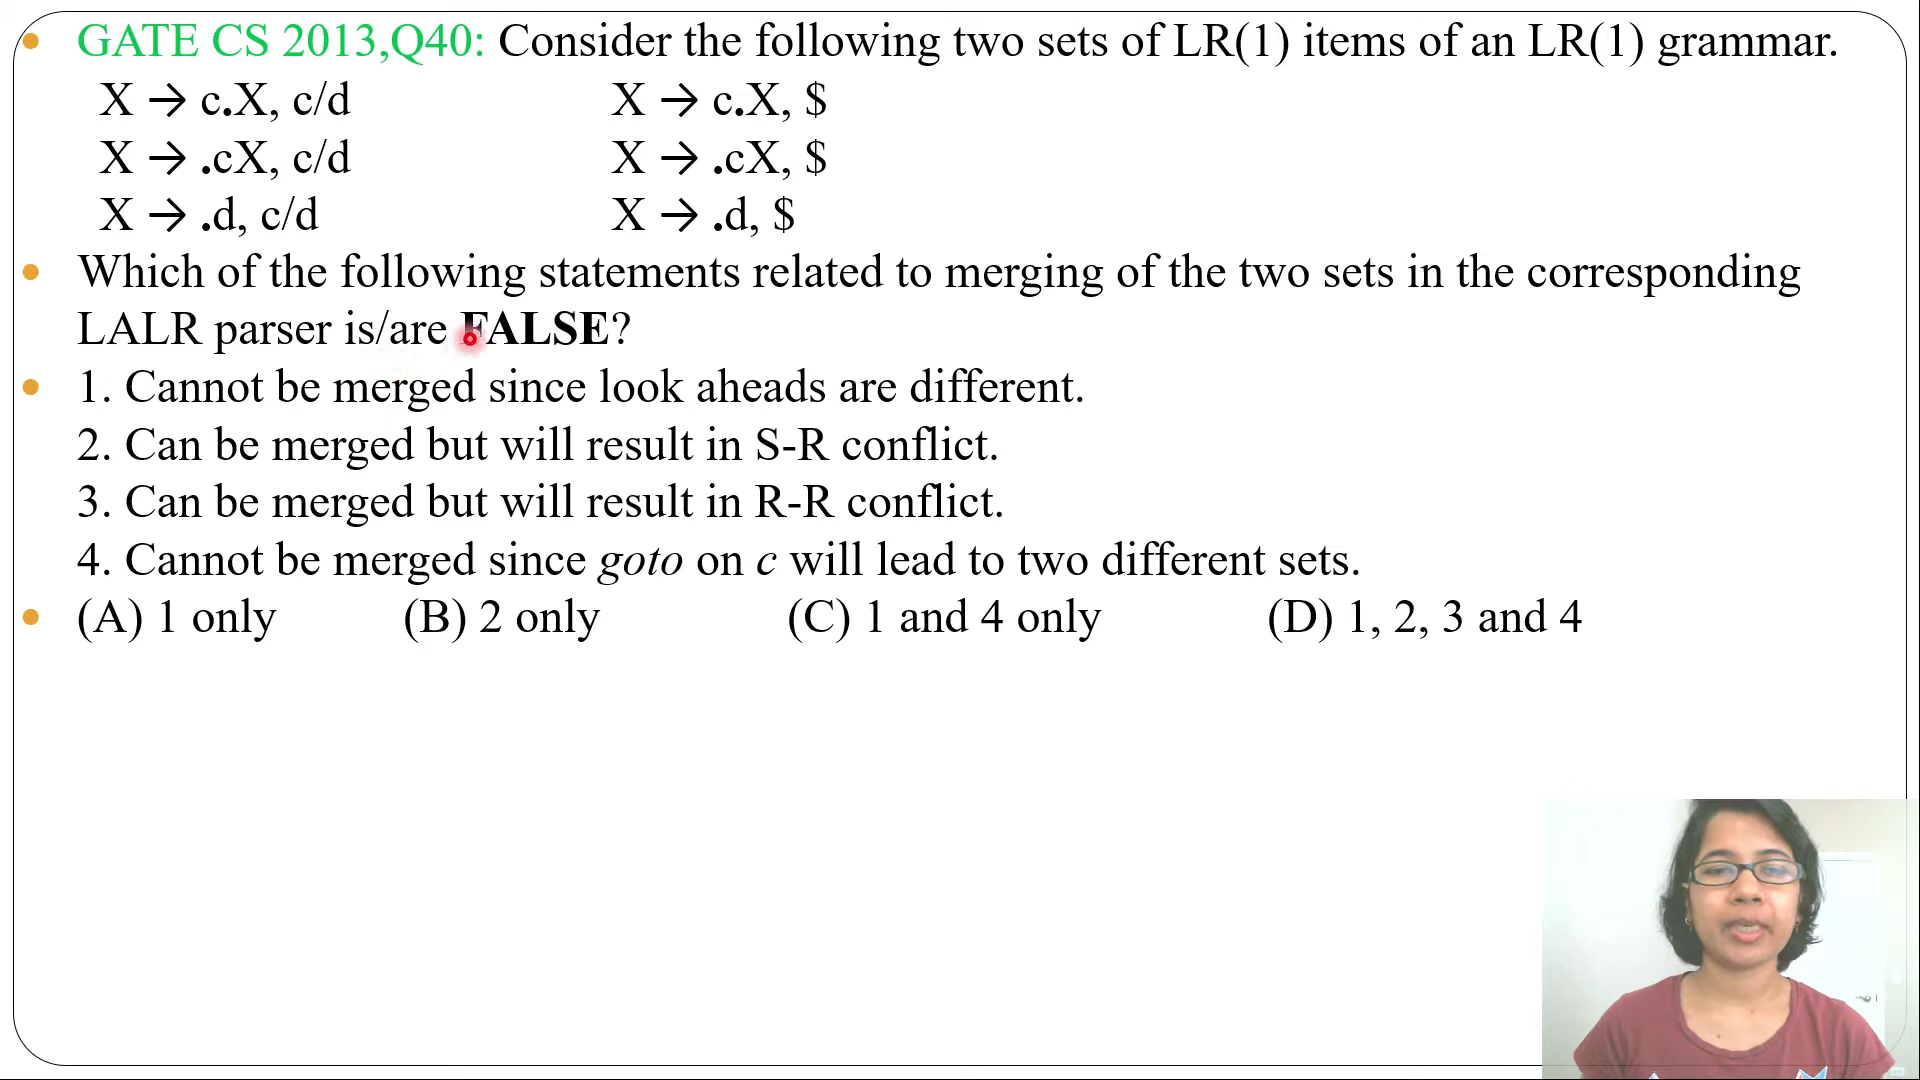 GATE CS 2013,Q40: Consider the following two sets of LR(1) items of an LR(1) grammar.
X → c.X, c/d X → c.X, $
X → .cX, c/d X → .cX, $
X → .d, c/d X → .d, $
Which of the following statements related to merging of the two sets in the corresponding
LALR parser is/are FALSE?
1. Cannot be merged since look aheads are different.
2. Can be merged but will result in S-R conflict.
3. Can be merged but will result in R-R conflict.
4. Cannot be merged since goto on c will lead to two different sets.
(A) 1 only (B) 2 only (C) 1 and 4 only (D) 1, 2, 3 and 4